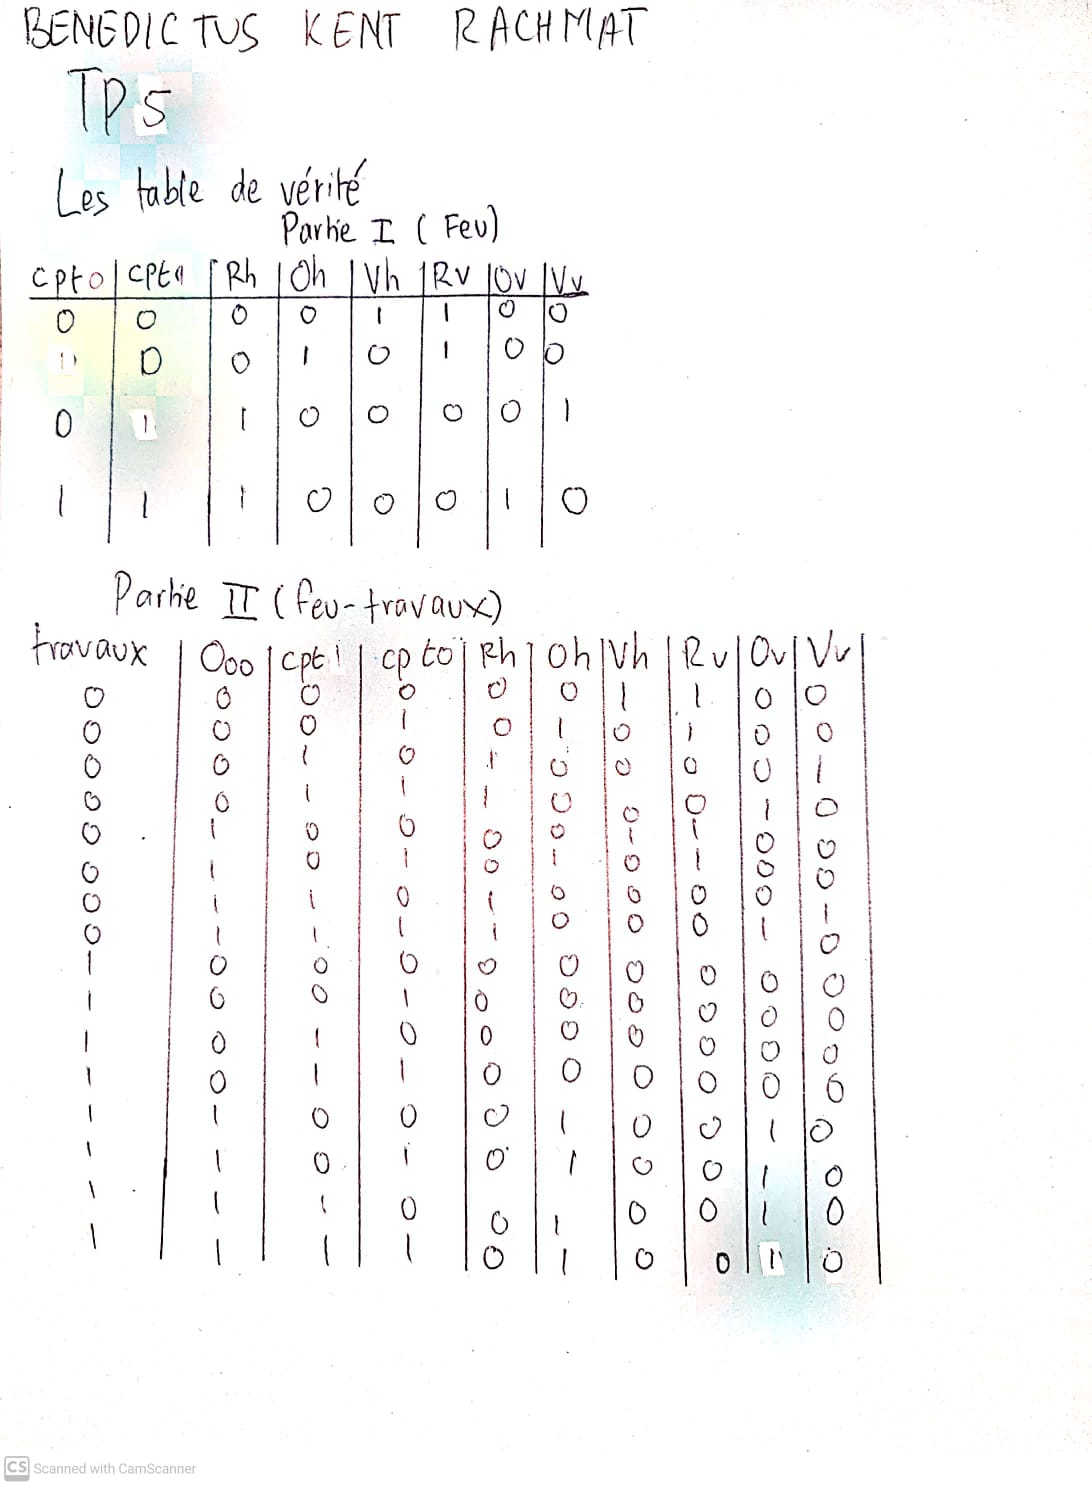 BENEDICTUS KENT RACHMAT
TP5
Les table de vérité
Partie I (Feu)
cpt0 | cpt1 | Rh | Oh | Vh | Rv | Ov | Vv
0 0 0 0 1 1 0 0
1 0 0 1 0 1 0 0
0 1 1 0 0 0 0 1
1 1 1 0 0 0 1 0
Partie II (feu-travaux)
travaux | Ooo | cpt1 | cpt0 | Rh | Oh | Vh | Rv | Ov | Vv
0 0 0 0 0 0 1 1 0 0
0 0 0 1 0 1 0 1 0 0
0 0 1 0 1 0 0 0 0 1
0 0 1 1 1 0 0 0 1 0
0 1 0 0 0 0 1 1 0 0
0 1 0 1 0 1 0 1 0 0
0 1 1 0 1 0 0 0 0 1
0 1 1 1 1 0 0 0 1 0
1 0 0 0 0 0 0 0 0 0
1 0 0 1 0 0 0 0 0 0
1 0 1 0 0 0 0 0 0 0
1 0 1 1 0 0 0 0 0 0
1 1 0 0 0 1 0 0 1 0
1 1 0 1 0 1 0 0 1 0
1 1 1 0 0 1 0 0 1 0
1 1 1 1 0 1 0 0 1 0
CS Scanned with CamScanner